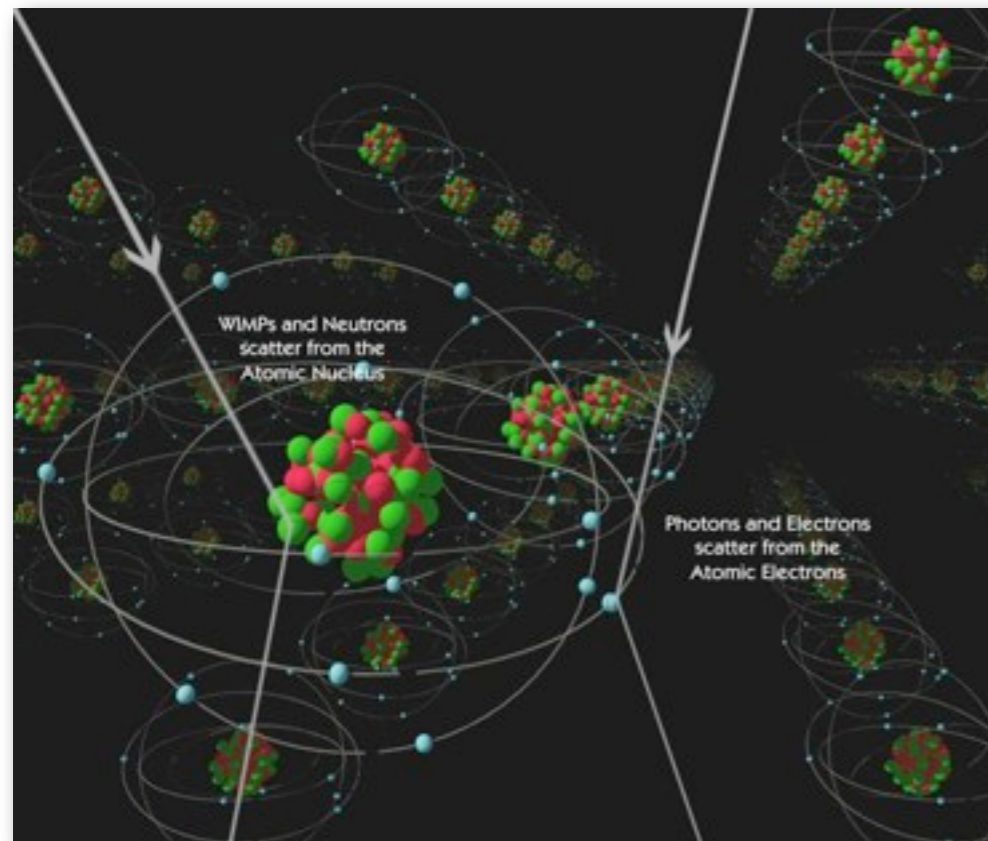 WIMPs and Neutrons
scatter from the
Atomic Nucleus
Photons and Electrons
scatter from the
Atomic Electrons